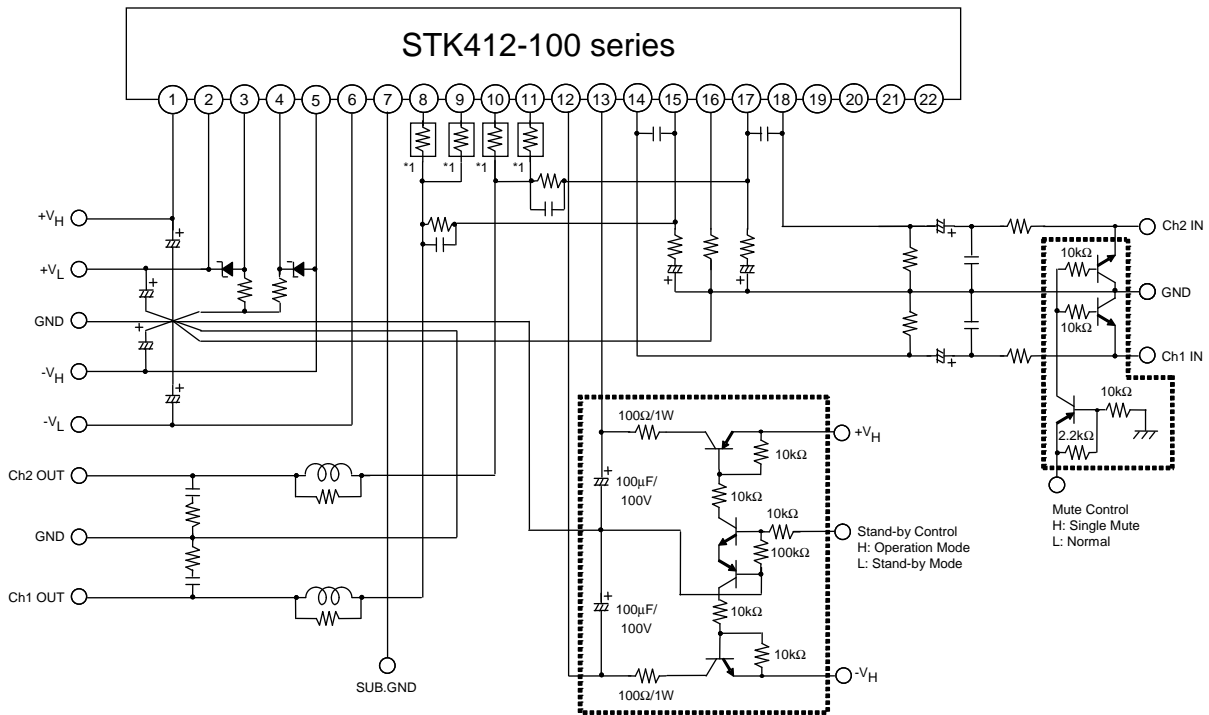 STK412-100 series
1 2 3 4 5 6 7 8 9 10 11 12 13 14 15 16 17 18 19 20 21 22
*1 *1 *1 *1
+VH
+VL
GND
-VH
-VL
Ch2 OUT
GND
Ch1 OUT
SUB.GND
+
+
+
+
+
+
+
+
Ch2 IN
10kΩ
GND
10kΩ
Ch1 IN
10kΩ
2.2kΩ
Mute Control
H: Single Mute
L: Normal
100Ω/1W
+VH
10kΩ
+
100µF/
100V
10kΩ
10kΩ
Stand-by Control
H: Operation Mode
L: Stand-by Mode
100kΩ
+
100µF/
100V
10kΩ
10kΩ
-VH
100Ω/1W